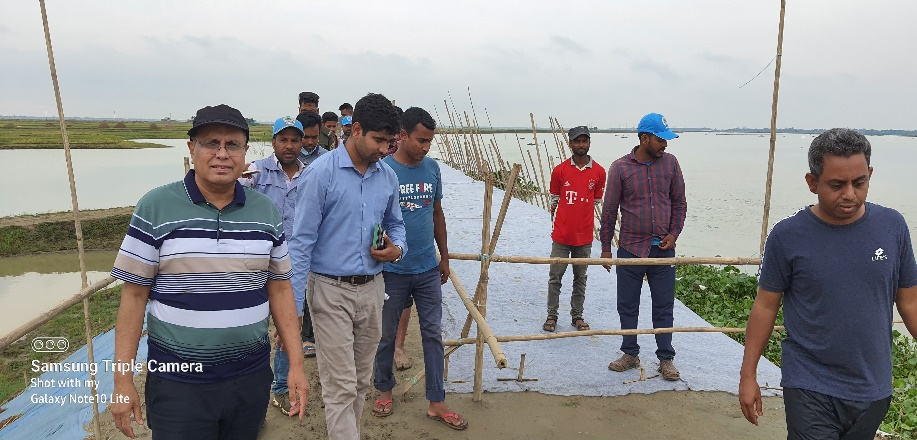 FREE FIRE
T
Samsung Triple Camera
Shot with my
Galaxy Note10 Lite